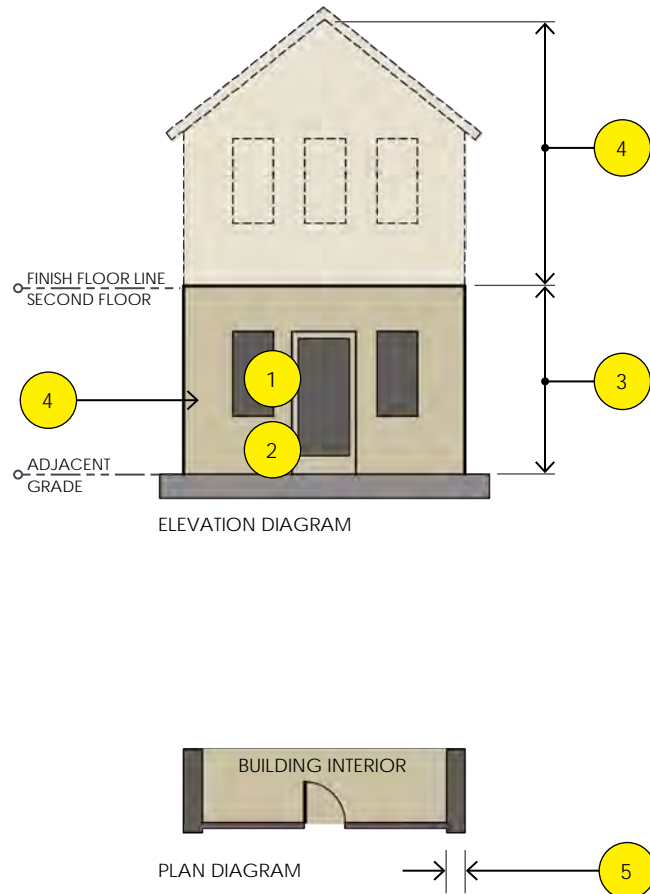 4
FINISH FLOOR LINE
SECOND FLOOR
1
3
4
2
ADJACENT
GRADE
ELEVATION DIAGRAM
BUILDING INTERIOR
PLAN DIAGRAM
5